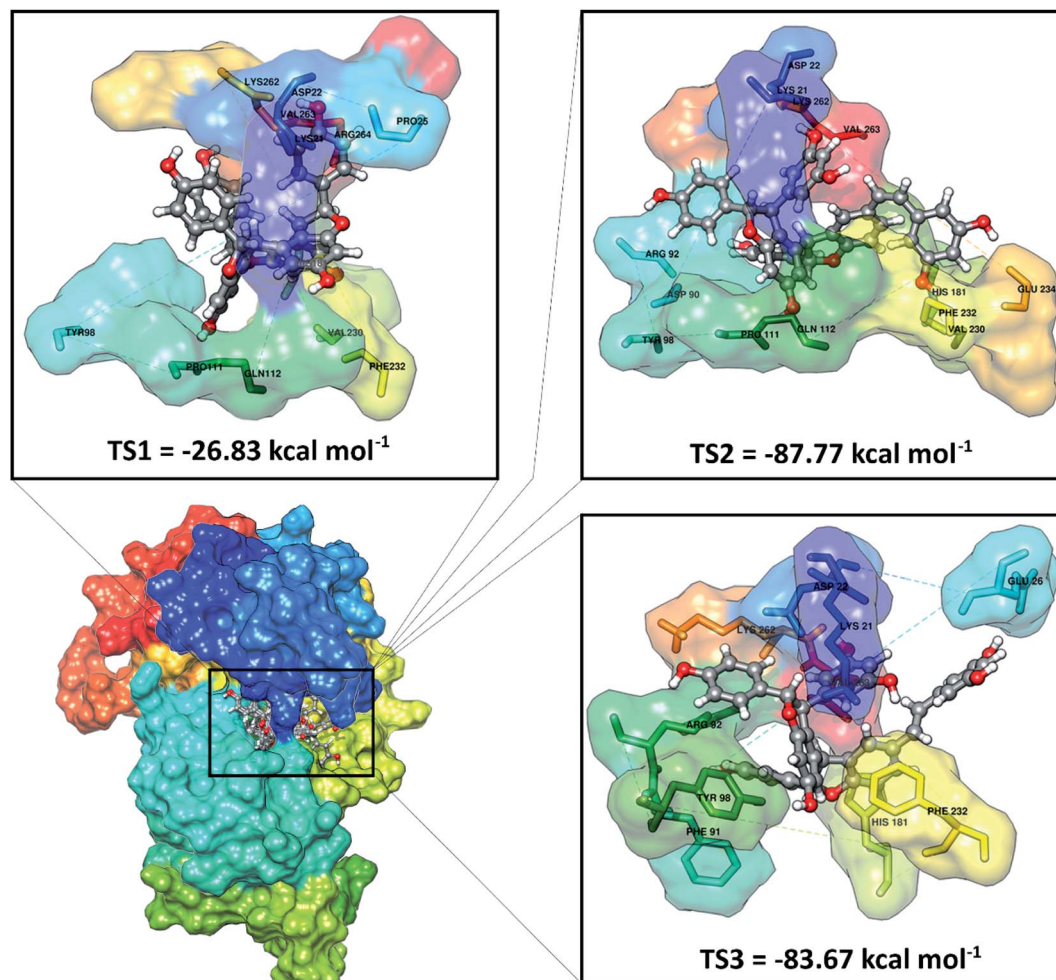 LYS262
ASP22
VAL263
PRO25
ARG264
LYS21
TYR98
VAL230
PRO111
GLN112
PHE232
TS1 = -26.83 kcal mol⁻¹
ASP 22
LYS 21
LYS 262
VAL 263
ARG 92
ASP 90
HIS 181
GLU 234
PHE 232
PRO 111
GLN 112
VAL 230
TYR 98
TS2 = -87.77 kcal mol⁻¹
GLU 26
ASP 22
LYS 21
LYS 262
ARG 92
TYR 98
PHE 232
HIS 181
PHE 91
TS3 = -83.67 kcal mol⁻¹